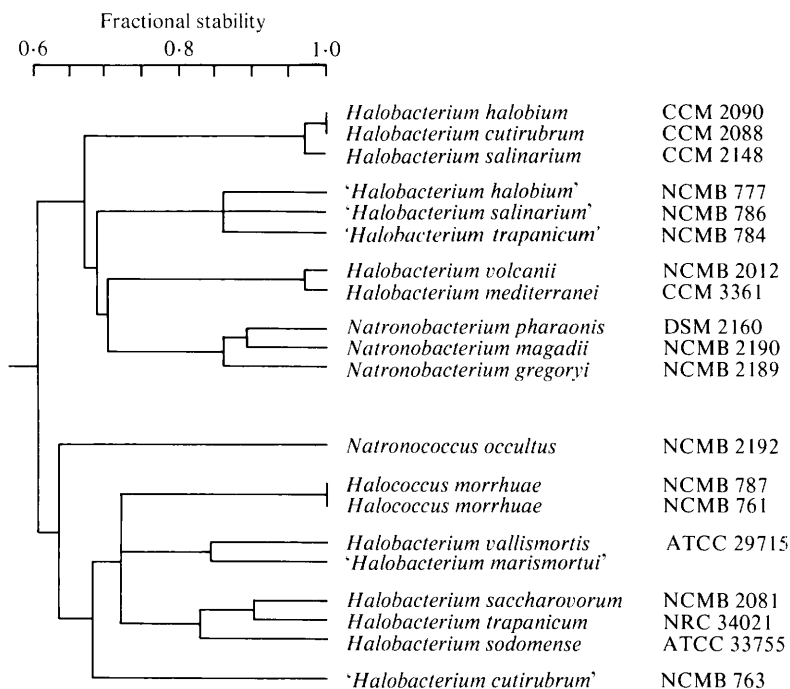 Fractional stability
0·6 0·8 1·0
Halobacterium halobium CCM 2090
Halobacterium cutirubrum CCM 2088
Halobacterium salinarium CCM 2148
‘Halobacterium halobium’ NCMB 777
‘Halobacterium salinarium’ NCMB 786
‘Halobacterium trapanicum’ NCMB 784
Halobacterium volcanii NCMB 2012
Halobacterium mediterranei CCM 3361
Natronobacterium pharaonis DSM 2160
Natronobacterium magadii NCMB 2190
Natronobacterium gregoryi NCMB 2189
Natronococcus occultus NCMB 2192
Halococcus morrhuae NCMB 787
Halococcus morrhuae NCMB 761
Halobacterium vallismortis ATCC 29715
‘Halobacterium marismortui’
Halobacterium saccharovorum NCMB 2081
Halobacterium trapanicum NRC 34021
Halobacterium sodomense ATCC 33755
‘Halobacterium cutirubrum’ NCMB 763